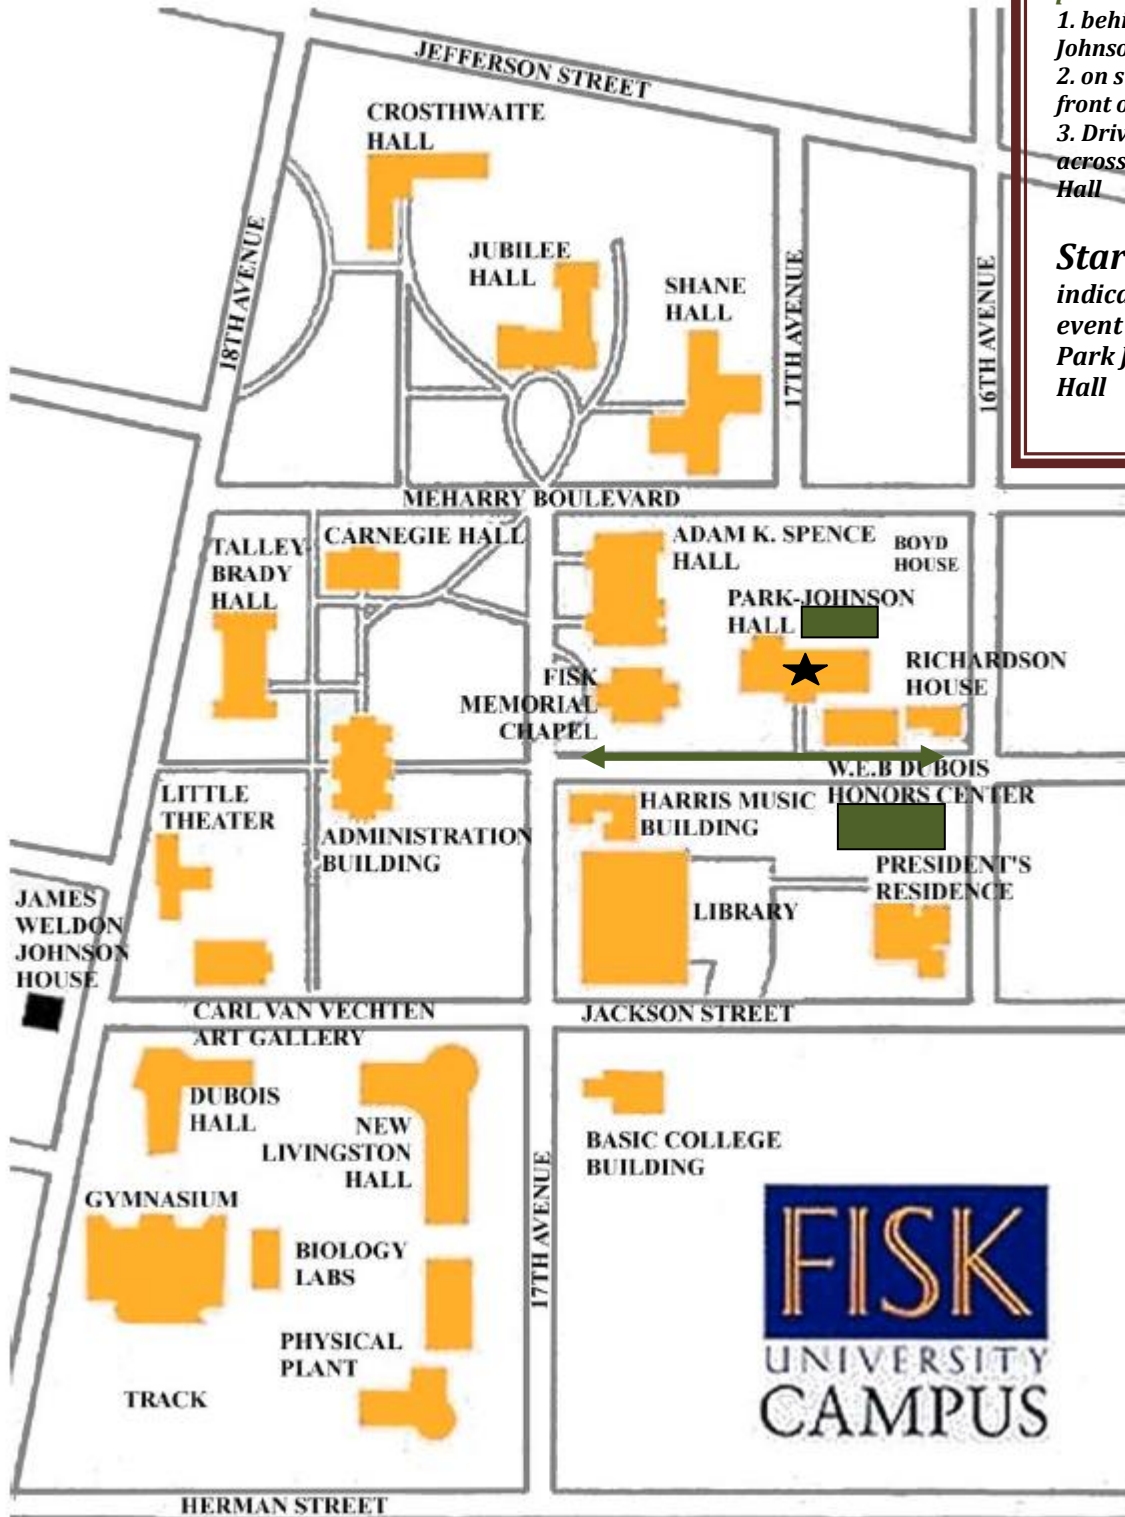 JEFFERSON STREET
CROSTHWAITE
HALL
JUBILEE
HALL
SHANE
HALL
18TH AVENUE
17TH AVENUE
16TH AVENUE
1. beh
Johnso
2. on s
front o
3. Driv
across
Hall
Star
indica
event
Park J
Hall
MEHARRY BOULEVARD
TALLEY-
BRADY
HALL
CARNEGIE HALL
ADAM K. SPENCE
HALL
BOYD
HOUSE
PARK-JOHNSON
HALL
RICHARDSON
HOUSE
FISK
MEMORIAL
CHAPEL
W.E.B DUBOIS
HONORS CENTER
LITTLE
THEATER
ADMINISTRATION
BUILDING
HARRIS MUSIC
BUILDING
PRESIDENT'S
RESIDENCE
LIBRARY
JAMES
WELDON
JOHNSON
HOUSE
CARL VAN VECHTEN
ART GALLERY
JACKSON STREET
DUBOIS
HALL
NEW
LIVINGSTON
HALL
BASIC COLLEGE
BUILDING
GYMNASIUM
BIOLOGY
LABS
17TH AVENUE
PHYSICAL
PLANT
TRACK
FISK
UNIVERSITY
CAMPUS
HERMAN STREET